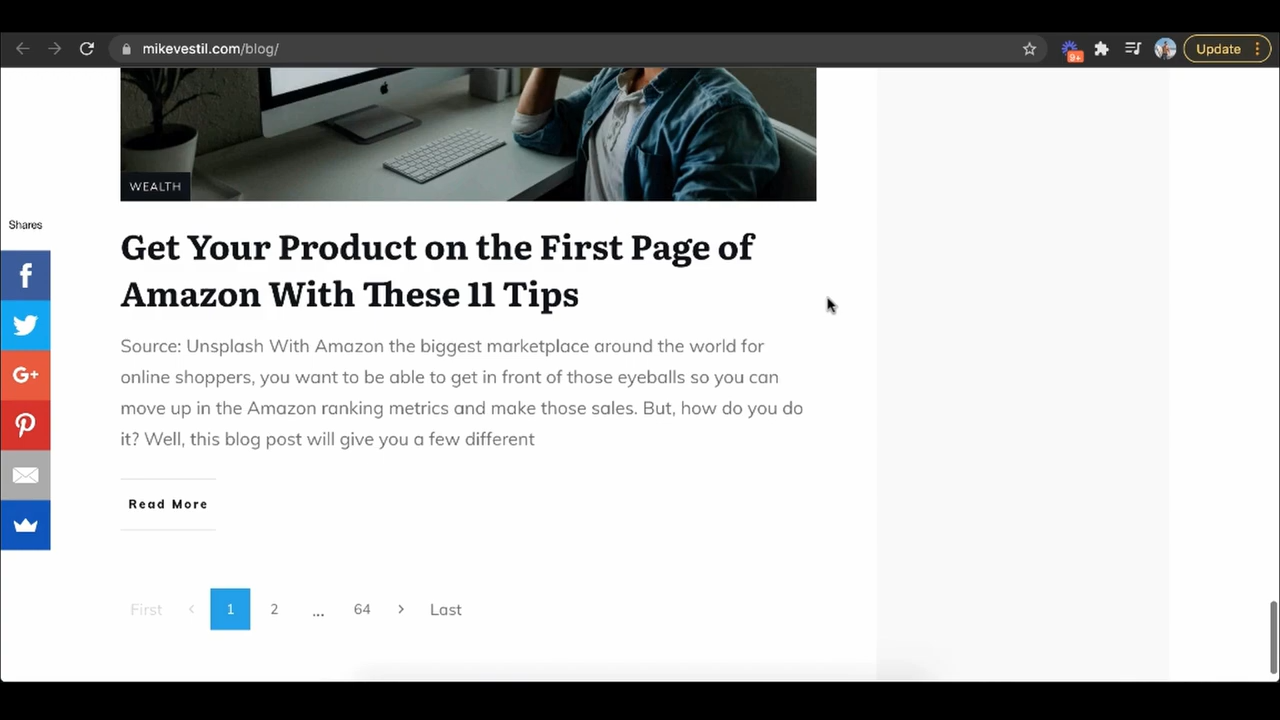 mikevestil.com/blog/
9+
Update
WEALTH
Shares
Get Your Product on the First Page of
Amazon With These 11 Tips
G+
Source: Unsplash With Amazon the biggest marketplace around the world for
online shoppers, you want to be able to get in front of those eyeballs so you can
move up in the Amazon ranking metrics and make those sales. But, how do you do
it? Well, this blog post will give you a few different
Read More
First < 1 2 ... 64 > Last